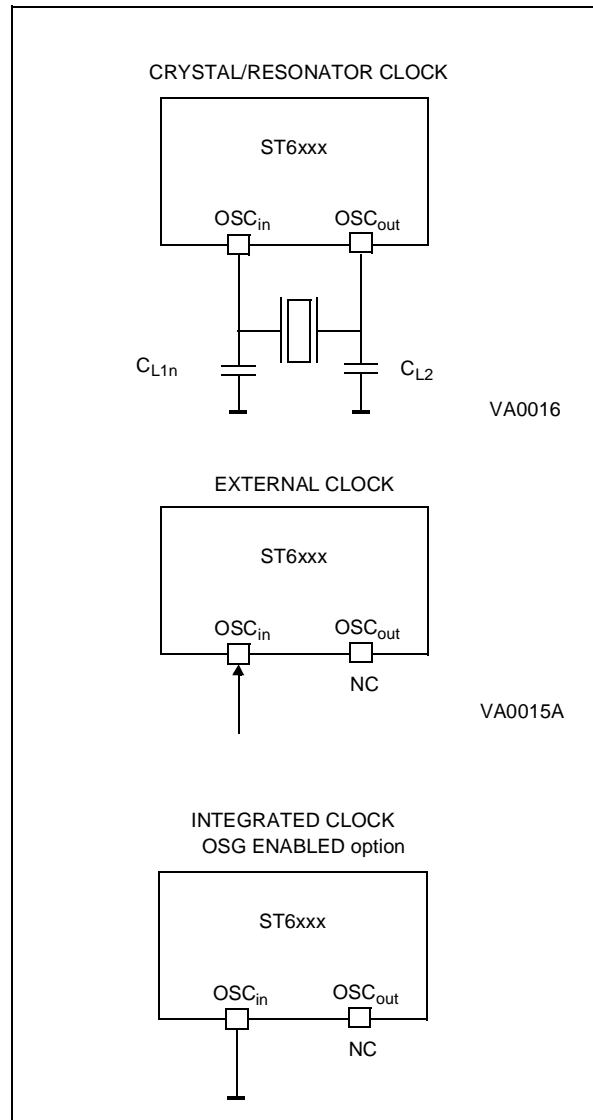 CRYSTAL/RESONATOR CLOCK
ST6xxx
OSCin OSCout
CL1n CL2
VA0016
EXTERNAL CLOCK
ST6xxx
OSCin OSCout
NC
VA0015A
INTEGRATED CLOCK
OSG ENABLED option
ST6xxx
OSCin OSCout
NC